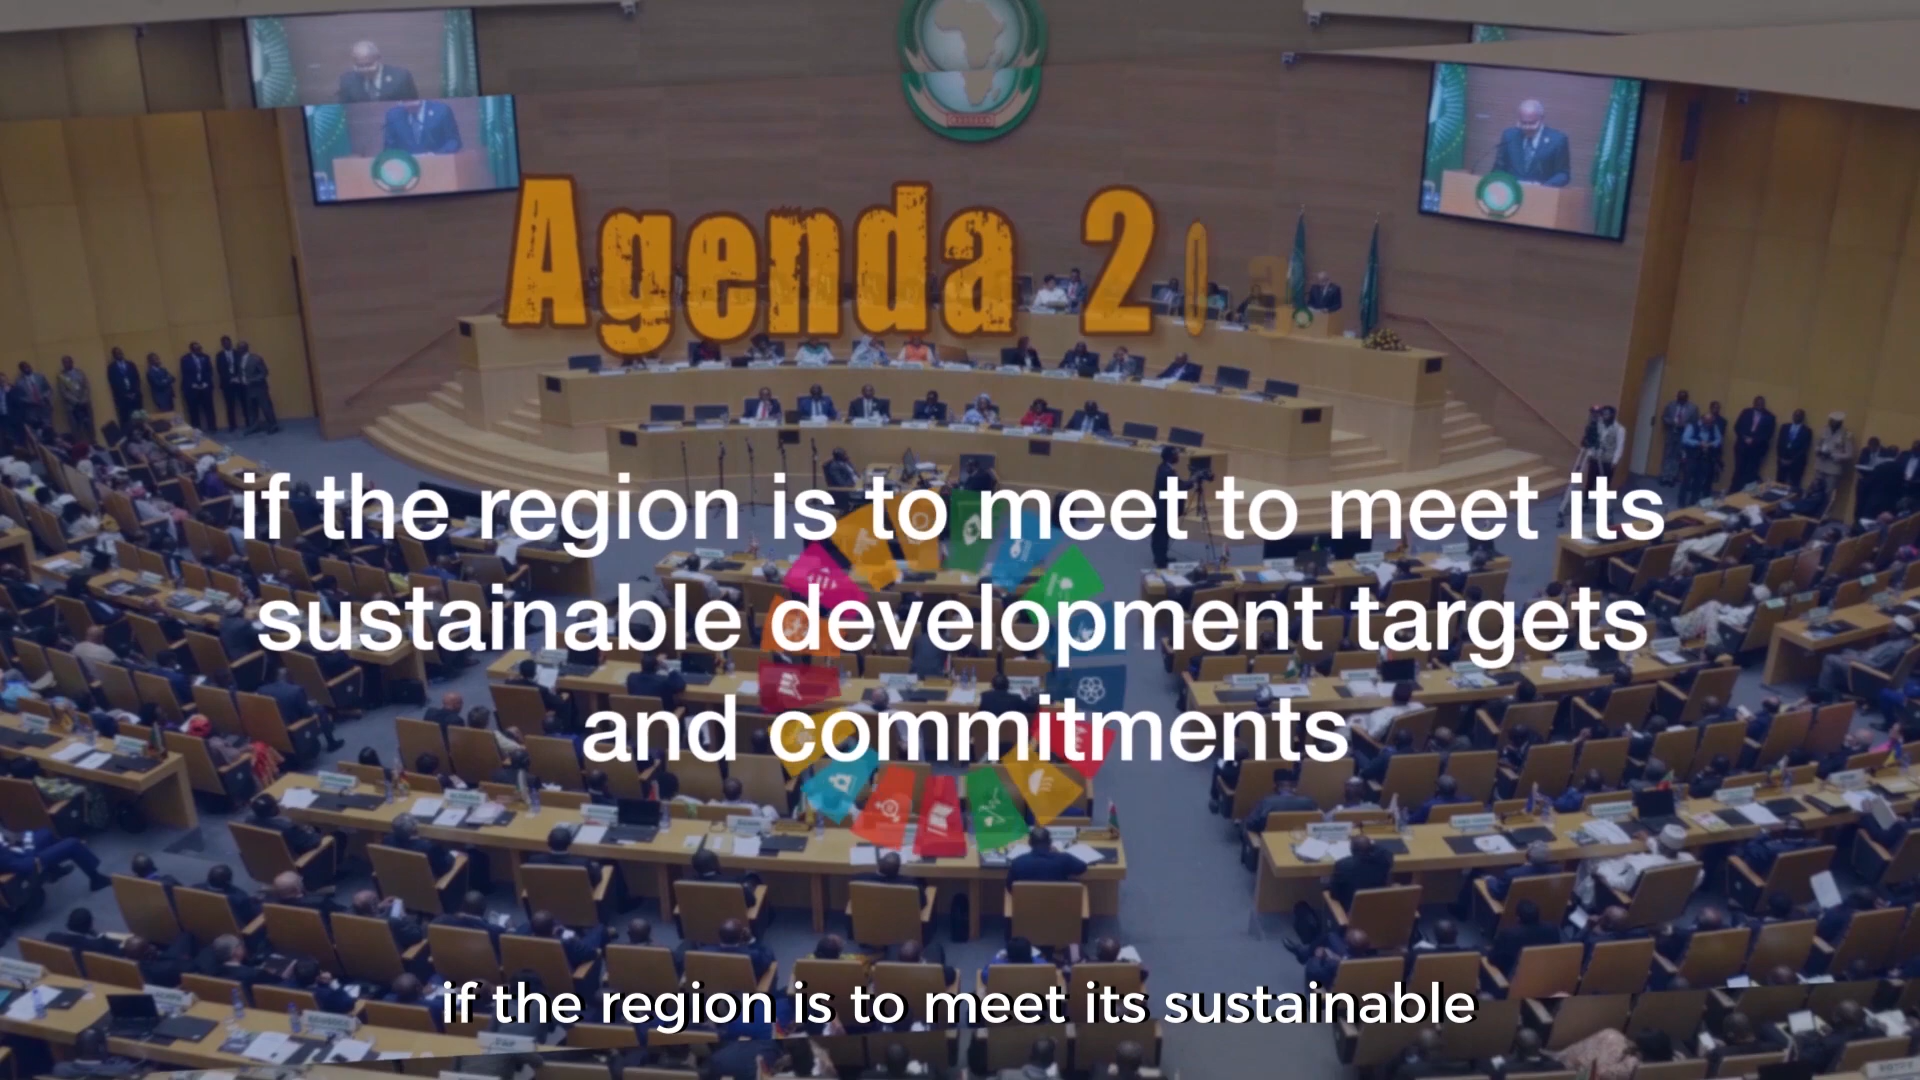 Agenda 20
if the region is to meet to meet its
sustainable development targets
and commitments
if the region is to meet its sustainable